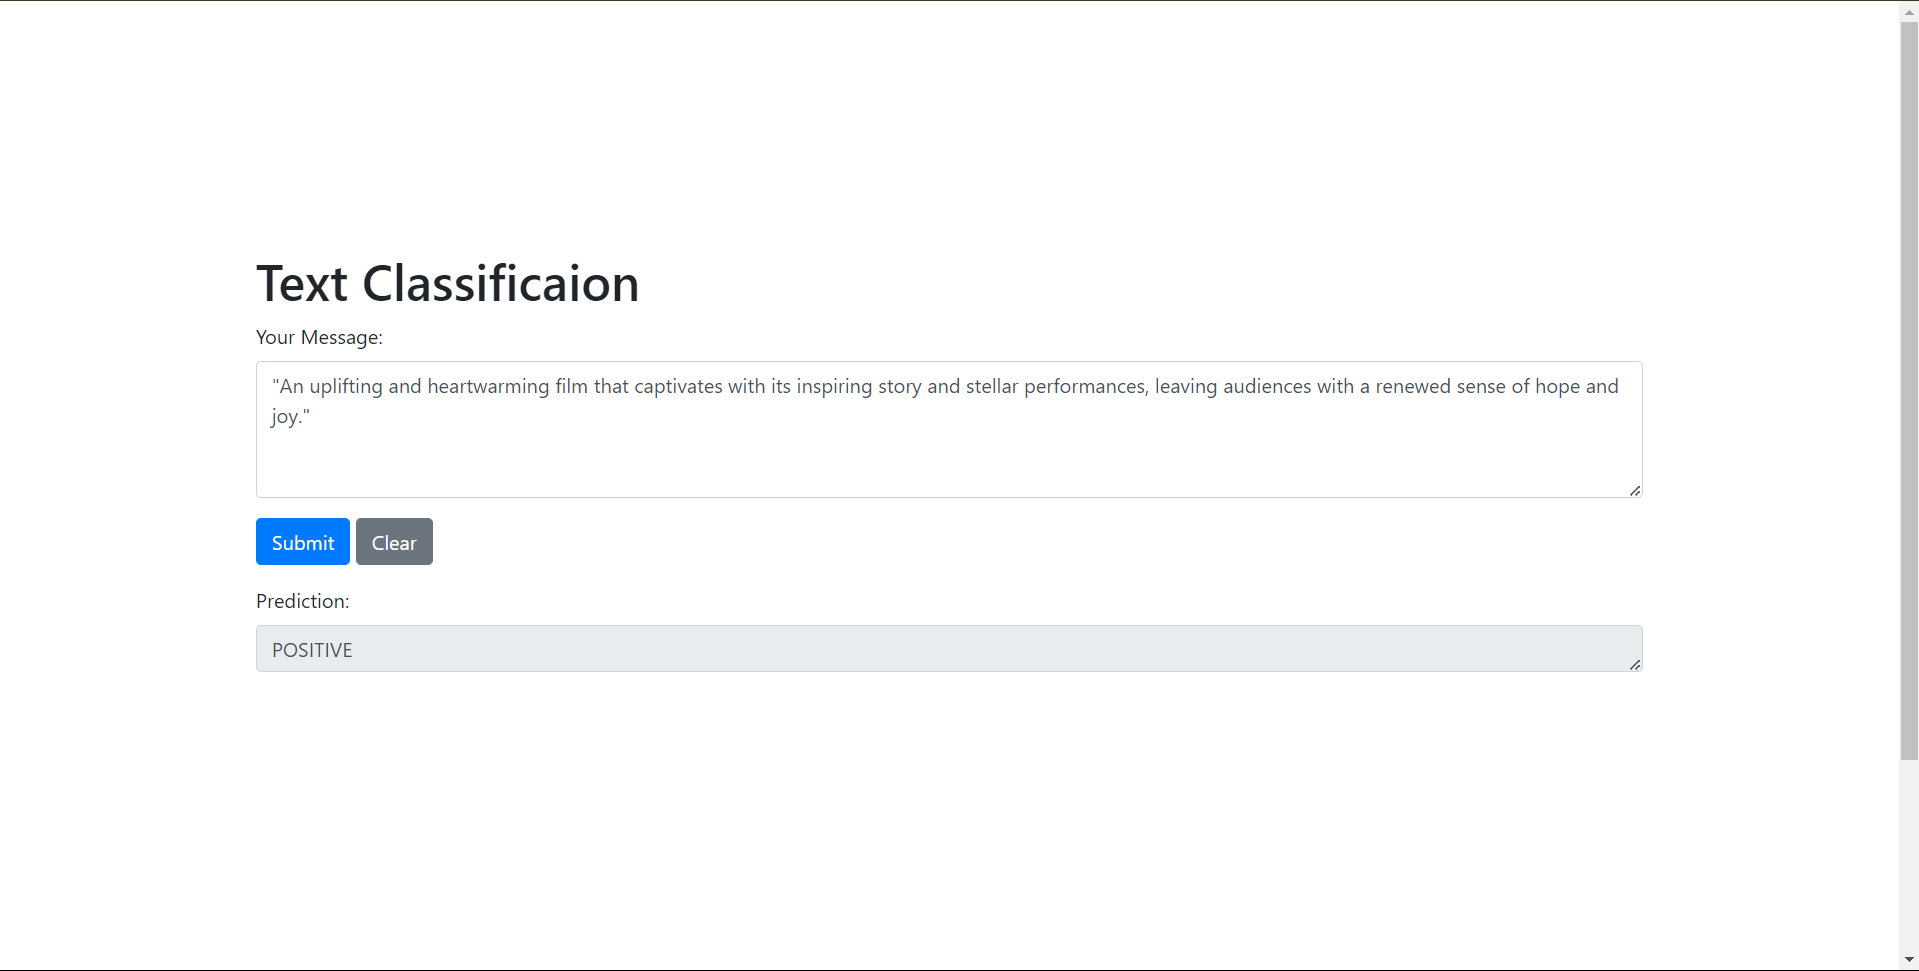 Text Classificaion
Your Message:
"An uplifting and heartwarming film that captivates with its inspiring story and stellar performances, leaving audiences with a renewed sense of hope and
joy."
Submit Clear
Prediction:
POSITIVE